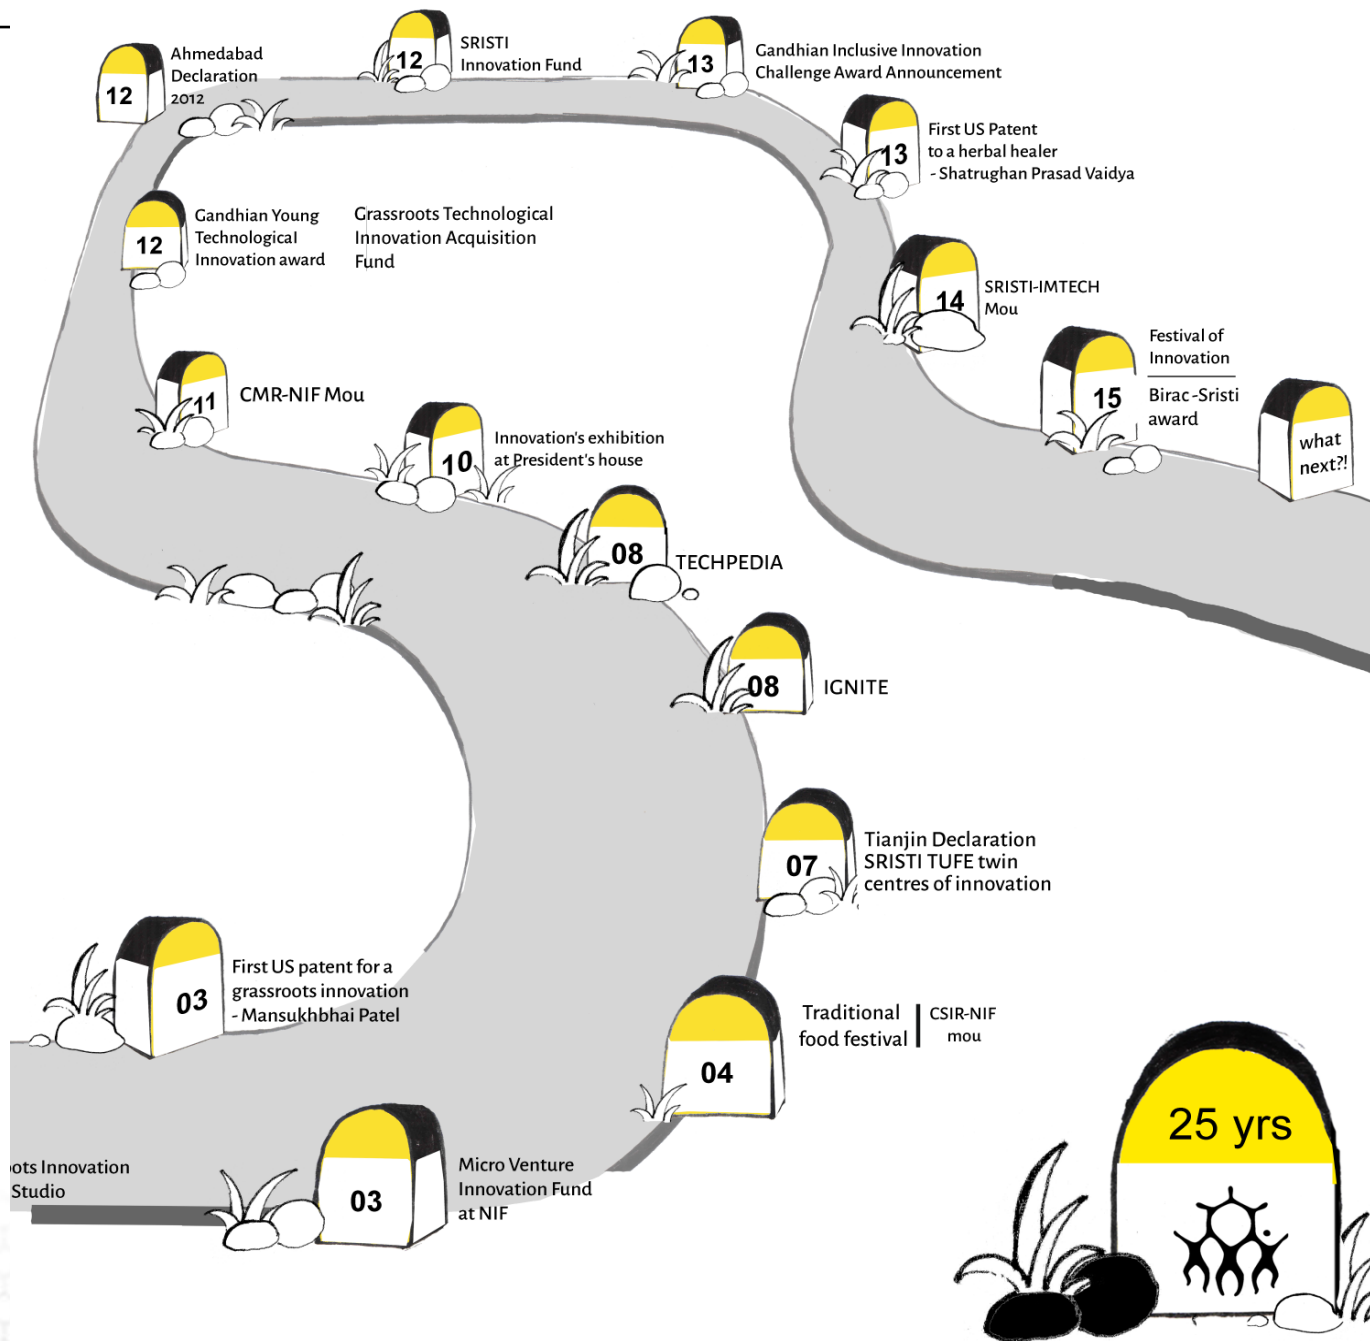 12
Ahmedabad
Declaration
2012
12
SRISTI
Innovation Fund
13
Gandhian Inclusive Innovation
Challenge Award Announcement
13
First US Patent
to a herbal healer
- Shatrughan Prasad Vaidya
12
Gandhian Young
Technological
Innovation award
Grassroots Technological
Innovation Acquisition
Fund
14
SRISTI-IMTECH
Mou
15
Festival of
Innovation
Birac -Sristi
award
what
next?!
11
CMR-NIF Mou
10
Innovation's exhibition
at President's house
08
TECHPEDIA
08
IGNITE
07
Tianjin Declaration
SRISTI TUFE twin
centres of innovation
03
First US patent for a
grassroots innovation
- Mansukhbhai Patel
04
Traditional
food festival
CSIR-NIF
mou
03
Micro Venture
Innovation Fund
at NIF
Innovation
Studio
25 yrs